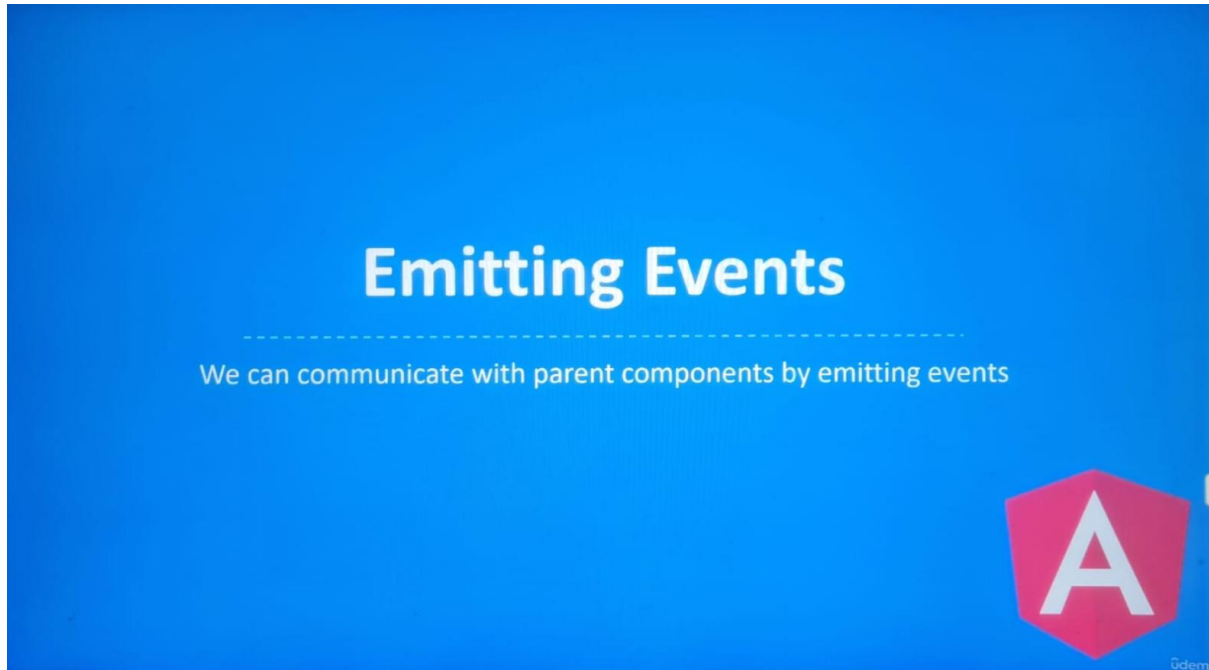 Emitting Events
We can communicate with parent components by emitting events
A